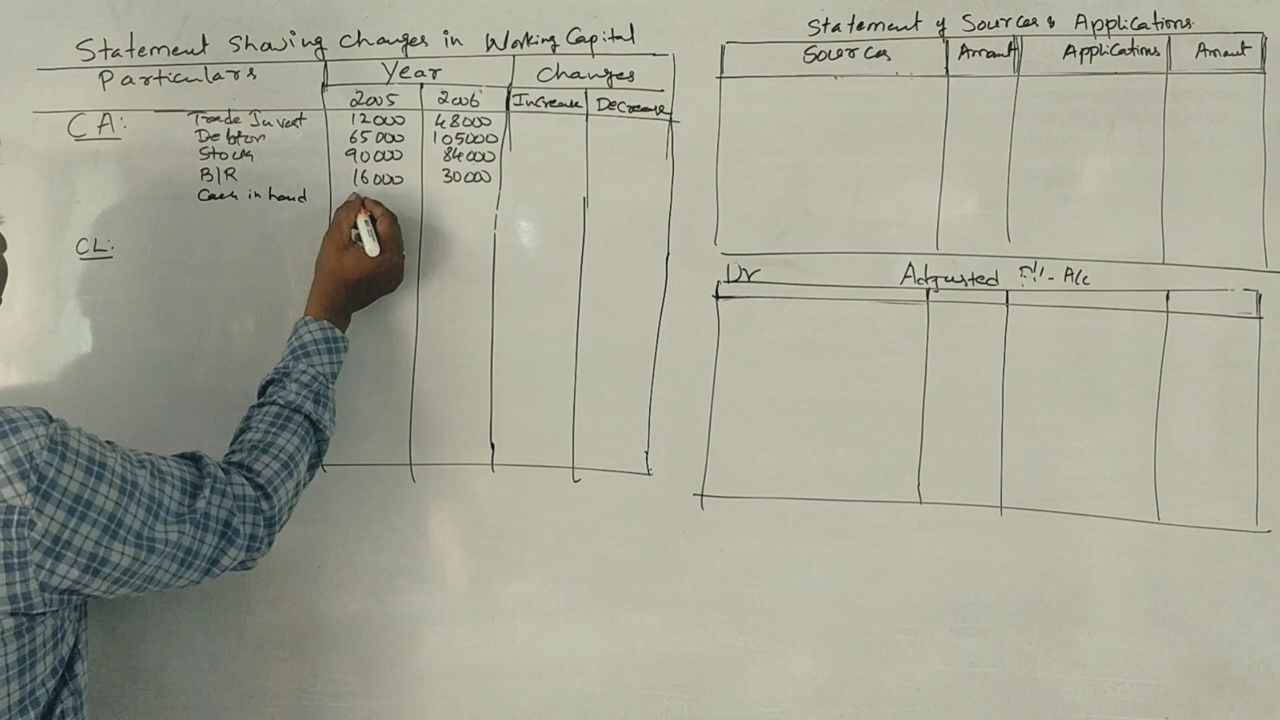 Statement Showing Changes in Working Capital
Particulars Year Changes
2005 2006 Increase Decrease
CA: Trade Invest 12000 48000
Debtors 65000 105000
Stock 90000 84000
B/R 16000 30000
Cash in hand
CL:
Statement of Sources & Applications
Sources Amount Applications Amount
Dr Adjusted A/c